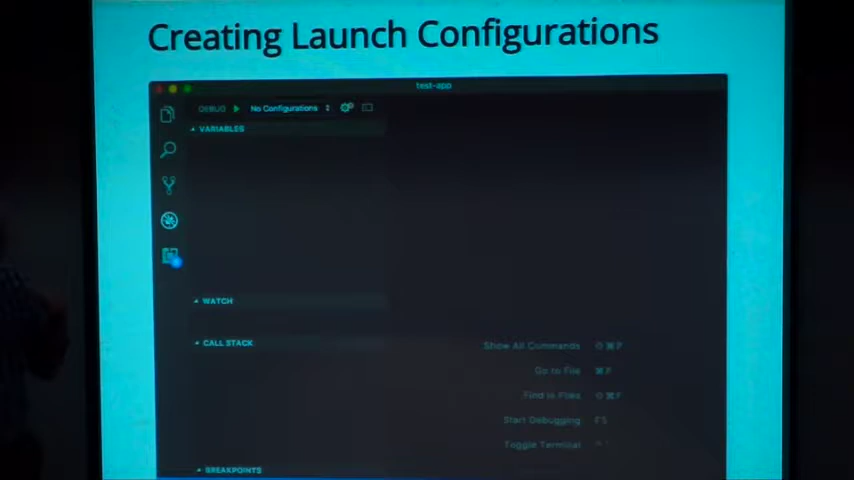 Creating Launch Configurations
test-app
DEBUG No Configurations
VARIABLES
WATCH
CALL STACK
Show All Commands ⇧⌘P
Go to File ⌘P
Find in Files ⇧⌘F
Start Debugging F5
Toggle Terminal
BREAKPOINTS